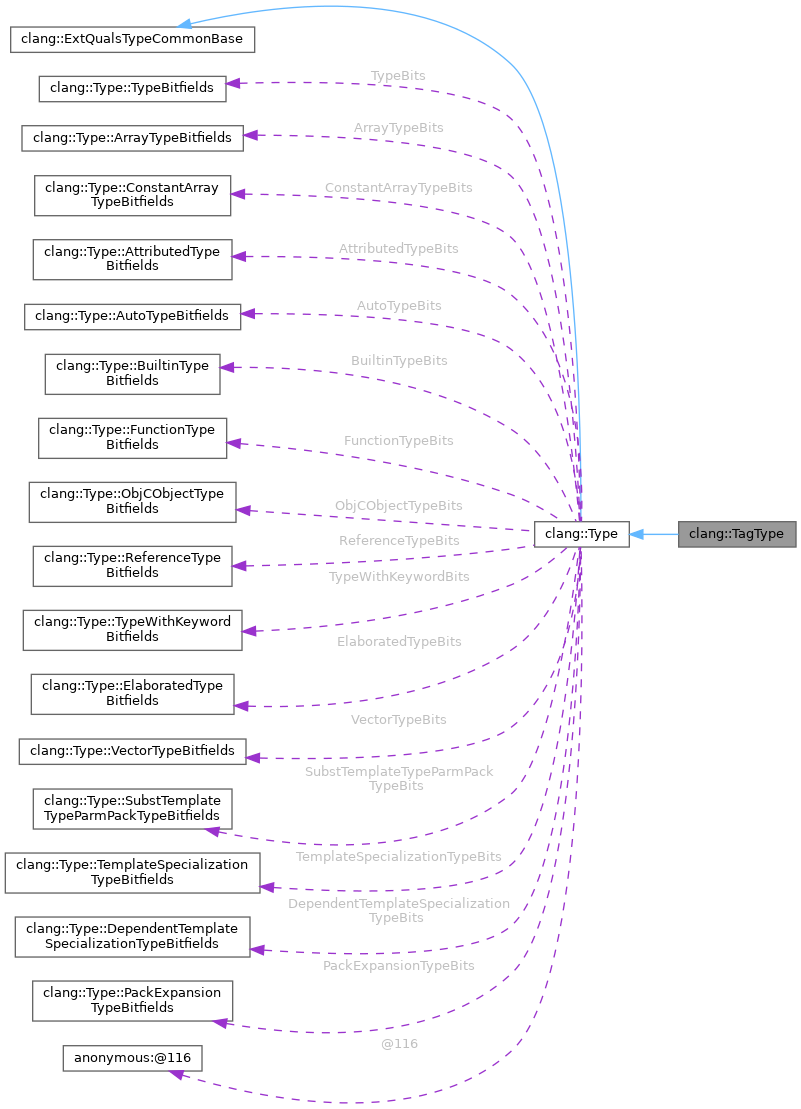 clang::ExtQualsTypeCommonBase
TypeBits
clang::Type::TypeBitfields
ArrayTypeBits
clang::Type::ArrayTypeBitfields
ConstantArrayTypeBits
clang::Type::ConstantArray
TypeBitfields
AttributedTypeBits
clang::Type::AttributedType
Bitfields
AutoTypeBits
clang::Type::AutoTypeBitfields
BuiltinTypeBits
clang::Type::BuiltinType
Bitfields
FunctionTypeBits
clang::Type::FunctionType
Bitfields
ObjCObjectTypeBits
clang::Type::ObjCObjectType
Bitfields
clang::Type
clang::TagType
ReferenceTypeBits
clang::Type::ReferenceType
Bitfields
TypeWithKeywordBits
clang::Type::TypeWithKeyword
Bitfields
ElaboratedTypeBits
clang::Type::ElaboratedType
Bitfields
VectorTypeBits
clang::Type::VectorTypeBitfields
SubstTemplateTypeParmPack
TypeBits
clang::Type::SubstTemplate
TypeParmPackTypeBitfields
TemplateSpecializationTypeBits
clang::Type::TemplateSpecialization
TypeBitfields
DependentTemplateSpecialization
TypeBits
clang::Type::DependentTemplate
SpecializationTypeBitfields
PackExpansionTypeBits
clang::Type::PackExpansion
TypeBitfields
@116
anonymous:@116